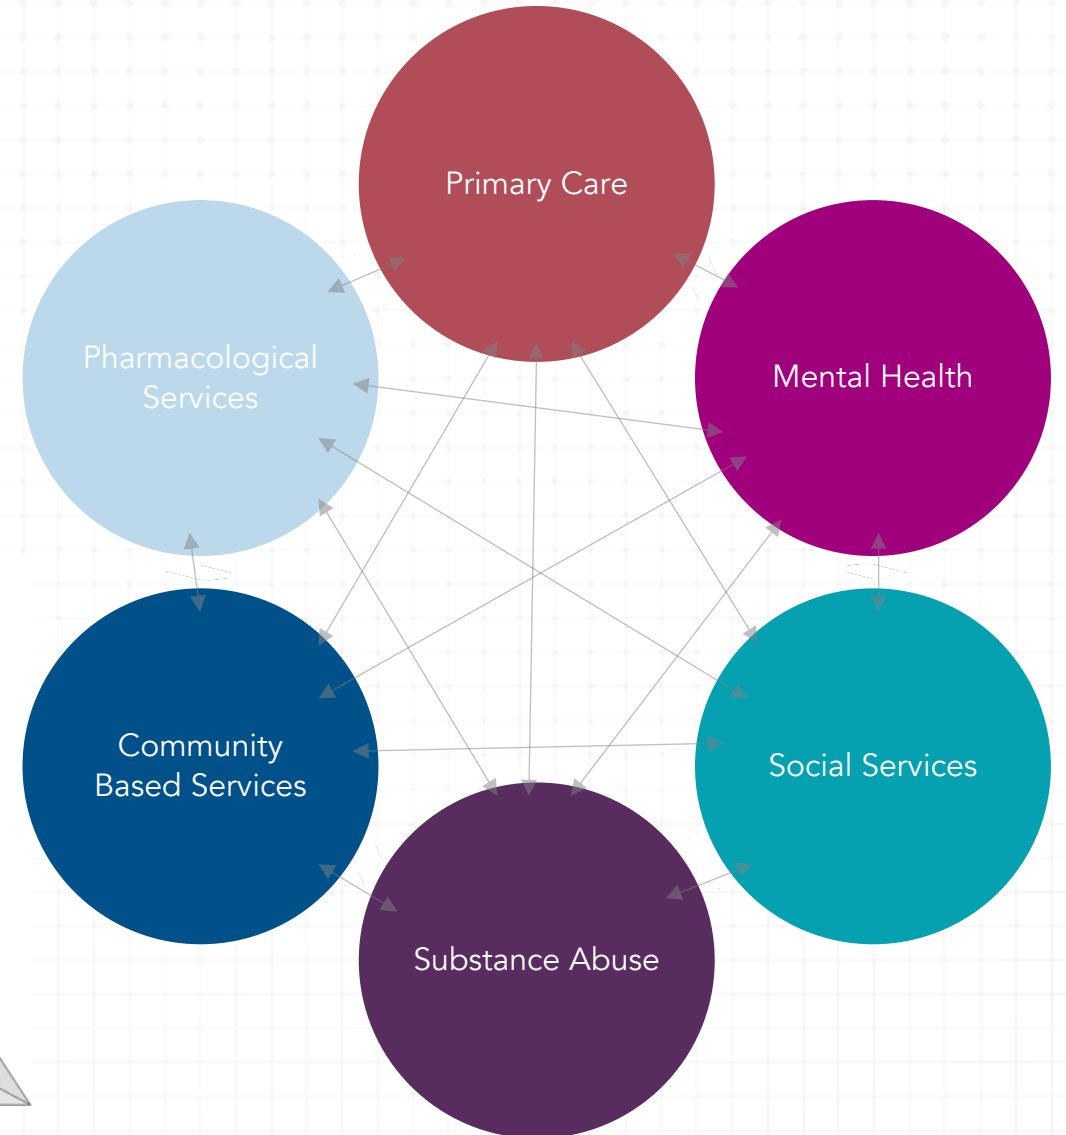 Primary Care
Mental Health
Pharmacological
Services
Community
Based Services
Social Services
Substance Abuse